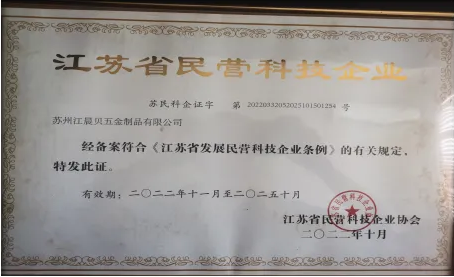 江苏省民营科技企业
苏民科企证字 第 20220332052025101501294 号
苏州江晨贝五金制品有限公司
经备案符合《江苏省发展民营科技企业条例》的有关规定,
特发此证。
有效期:二〇二二年十一月至二〇二五十月
江苏省民营科技企业协会
二〇二二年十月